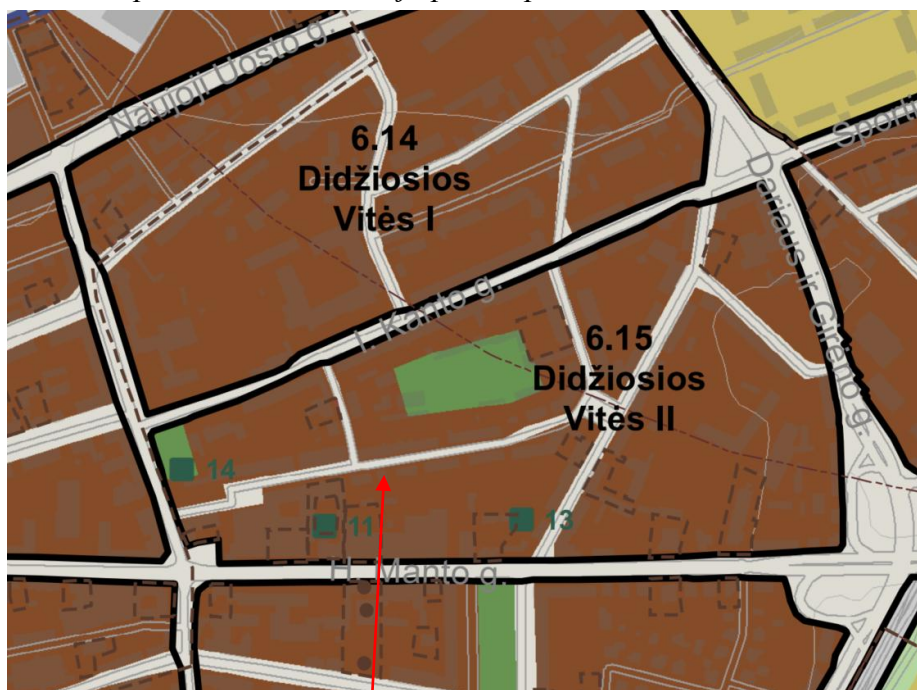 Naujoji Uosto g.
6.14
Didžiosios
Vitės I
Dariaus ir Girėno g.
I. Kanto g.
6.15
Didžiosios
Vitės II
14
11
13
H. Manto g.